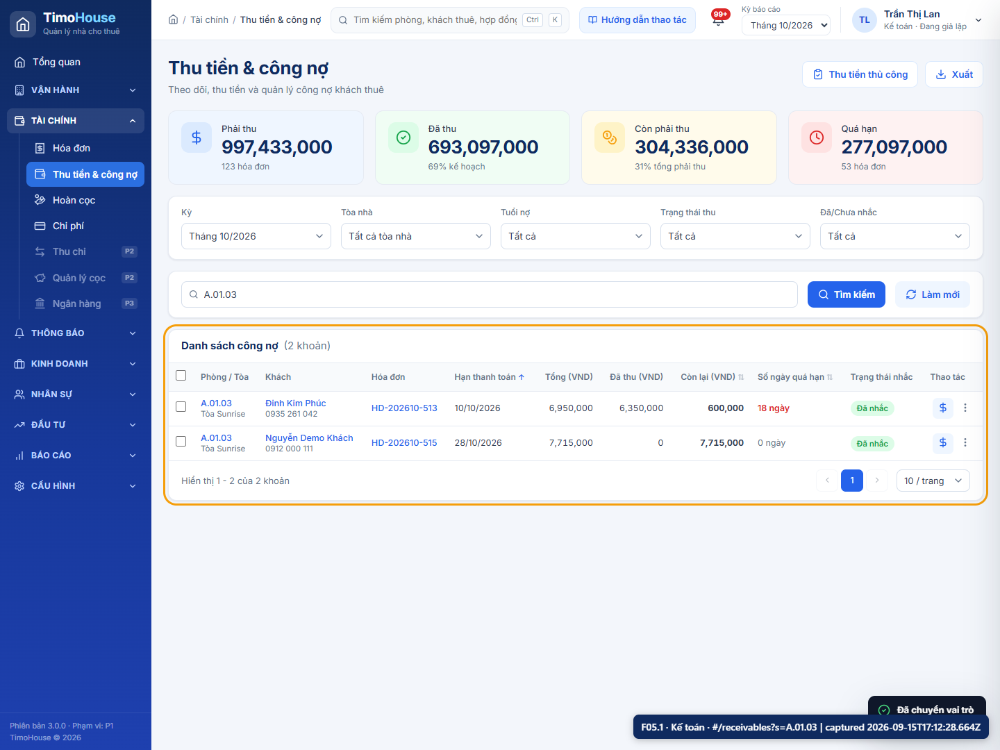 TimoHouse
Quản lý nhà cho thuê
Tổng quan
VẬN HÀNH
TÀI CHÍNH
Hóa đơn
Thu tiền & công nợ
Hoàn cọc
Chi phí
Thu chi P2
Quản lý cọc P2
Ngân hàng P3
THÔNG BÁO
KINH DOANH
NHÂN SỰ
ĐẦU TƯ
BÁO CÁO
CẤU HÌNH
Phiên bản 3.0.0 · Phạm vi: P1
TimoHouse © 2026
/ Tài chính / Thu tiền & công nợ
Tìm kiếm phòng, khách thuê, hợp đồng Ctrl K
Hướng dẫn thao tác
99+
Kỳ báo cáo
Tháng 10/2026
TL
Trần Thị Lan
Kế toán · Đang giả lập
Thu tiền & công nợ
Theo dõi, thu tiền và quản lý công nợ khách thuê
Thu tiền thủ công
Xuất
Phải thu
997,433,000
123 hóa đơn
Đã thu
693,097,000
69% kế hoạch
Còn phải thu
304,336,000
31% tổng phải thu
Quá hạn
277,097,000
53 hóa đơn
Kỳ Tòa nhà Tuổi nợ Trạng thái thu Đã/Chưa nhắc
Tháng 10/2026 Tất cả tòa nhà Tất cả Tất cả Tất cả
A.01.03 Tìm kiếm Làm mới
Danh sách công nợ (2 khoản)
Phòng / Tòa Khách Hóa đơn Hạn thanh toán Tổng (VND) Đã thu (VND) Còn lại (VND) Số ngày quá hạn Trạng thái nhắc Thao tác
A.01.03 Đinh Kim Phúc HD-202610-513 10/10/2026 6,950,000 6,350,000 600,000 18 ngày Đã nhắc
Tòa Sunrise 0935 261 042
A.01.03 Nguyễn Demo Khách HD-202610-515 28/10/2026 7,715,000 0 7,715,000 0 ngày Đã nhắc
Tòa Sunrise 0912 000 111
Hiển thị 1 - 2 của 2 khoản 1 10 / trang
Đã chuyển vai trò
F05.1 · Kế toán · #/receivables?s=A.01.03 | captured 2026-09-15T17:12:28.664Z